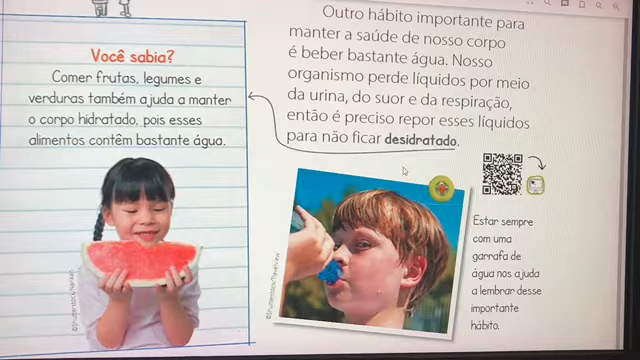 Você sabia?
Comer frutas, legumes e
verduras também ajuda a manter
o corpo hidratado, pois esses
alimentos contêm bastante água.
©Shutterstock/
Outro hábito importante para
manter a saúde de nosso corpo
é beber bastante água. Nosso
organismo perde líquidos por meio
da urina, do suor e da respiração,
então é preciso repor esses líquidos
para não ficar desidratado.
©Shutterstock/
Estar sempre
com uma
garrafa de
água nos ajuda
a lembrar desse
importante
hábito.